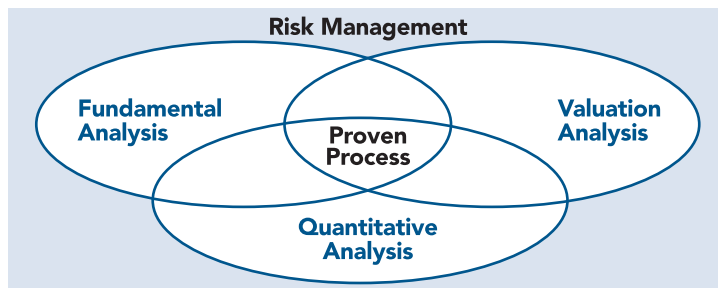 Risk Management
Fundamental
Analysis
Valuation
Analysis
Proven
Process
Quantitative
Analysis